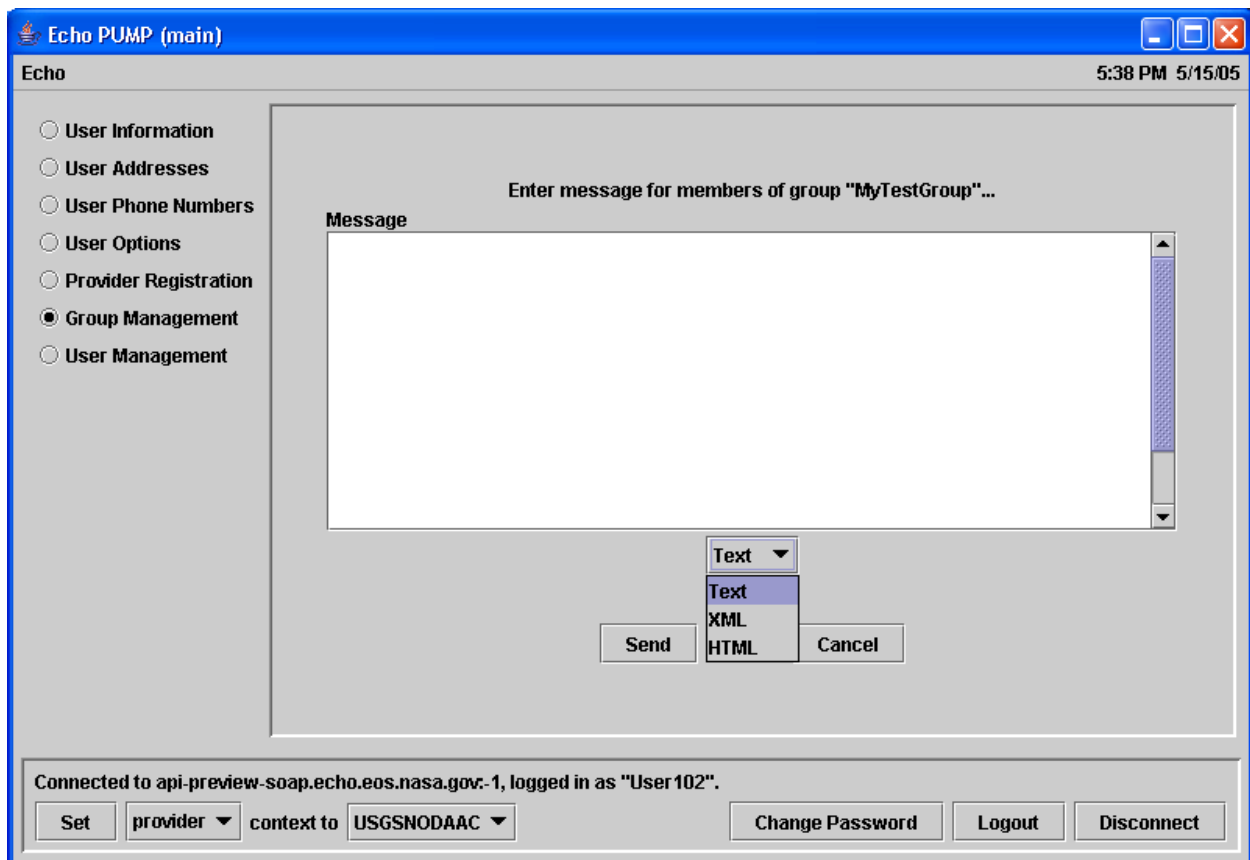 Echo PUMP (main)
Echo 5:38 PM 5/15/05
User Information
User Addresses
User Phone Numbers
User Options
Provider Registration
Group Management
User Management
Enter message for members of group "MyTestGroup"...
Message
Text
Text
XML
HTML
Send Cancel
Connected to api-preview-soap.echo.eos.nasa.gov:-1, logged in as "User102".
Set provider context to USGSNODAAC Change Password Logout Disconnect